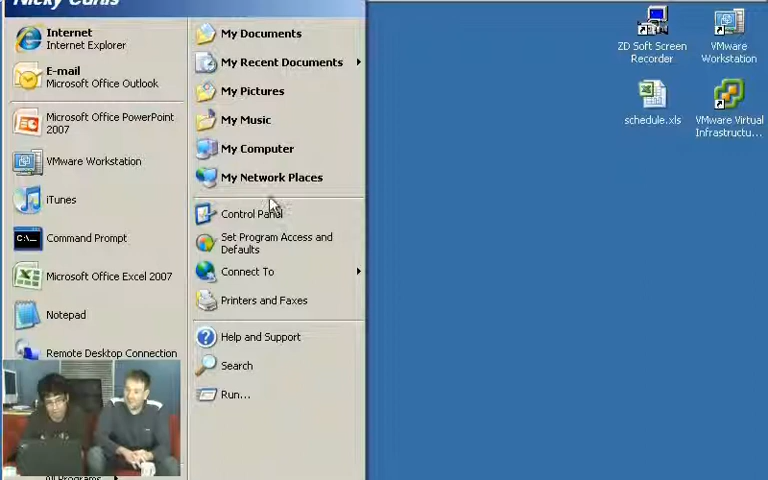 Nicky Curtis
Internet
Internet Explorer
E-mail
Microsoft Office Outlook
Microsoft Office PowerPoint
2007
VMware Workstation
iTunes
C:\...
Command Prompt
Microsoft Office Excel 2007
Notepad
Remote Desktop Connection
All Programs
My Documents
My Recent Documents
My Pictures
My Music
My Computer
My Network Places
Control Panel
Set Program Access and
Defaults
Connect To
Printers and Faxes
Help and Support
Search
Run...
ZD Soft Screen
Recorder
VMware
Workstation
schedule.xls
VMware Virtual
Infrastructu...